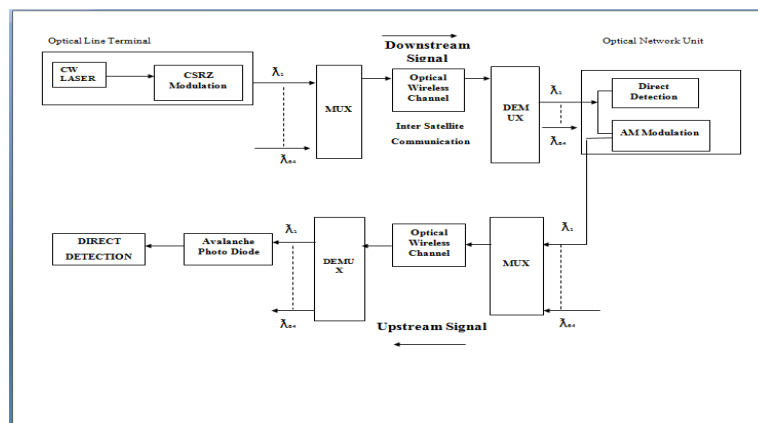 Optical Line Terminal
Downstream
Signal
Optical Network Unit
CW
LASER
CSRZ
Modulation
λ₁
λ₆₄
MUX
Optical
Wireless
Channel
Inter Satellite
Communication
DEM
UX
λ₁
λ₆₄
Direct
Detection
AM Modulation
DIRECT
DETECTION
Avalanche
Photo Diode
λ₁
λ₆₄
DEMU
X
Optical
Wireless
Channel
MUX
λ₁
λ₆₄
Upstream Signal